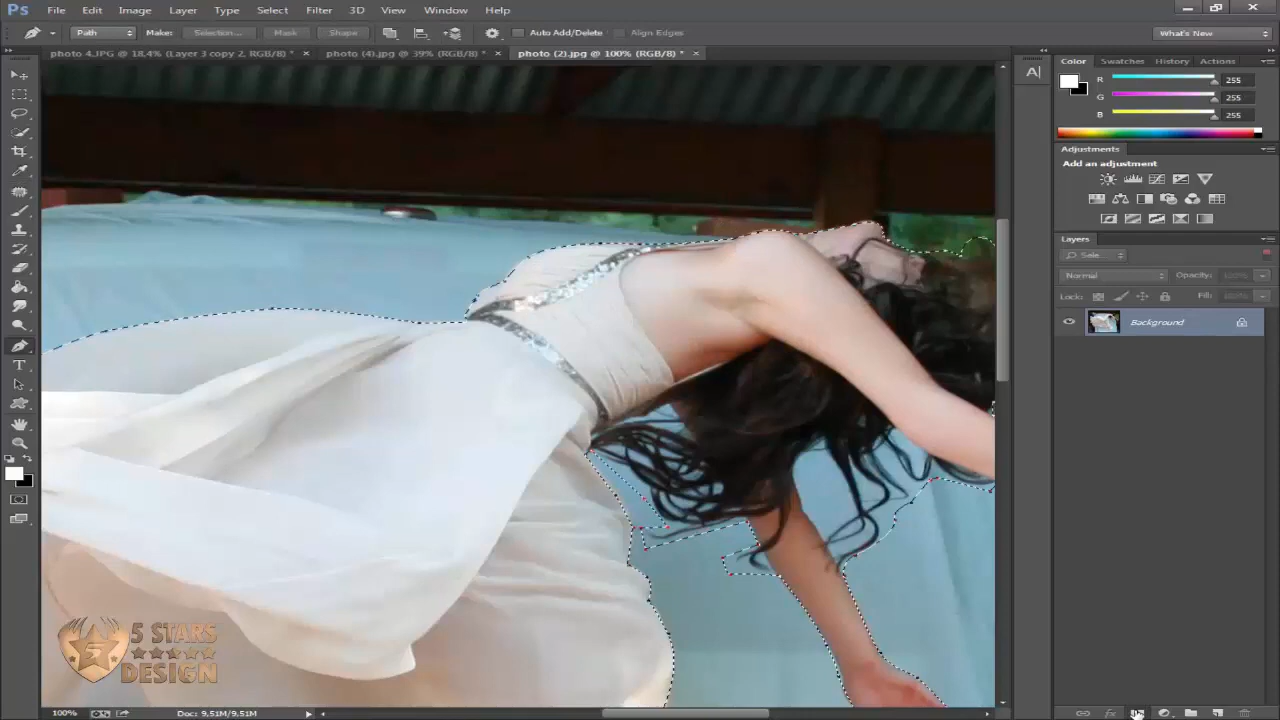 Ps File Edit Image Layer Type Select Filter 3D View Window Help
Path Make: Selection... Mask Shape Auto Add/Delete Align Edges What's New
photo 4.JPG @ 18,4% (Layer 3 copy 2, RGB/8) * × photo (4).jpg @ 39% (RGB/8) * × photo (2).jpg @ 100% (RGB/8) * ×
Color Swatches History Actions
A
R 255
G 255
B 255
Adjustments
Add an adjustment
Layers
Normal Opacity: 100%
Lock: Fill: 100%
Background
5 STARS
DESIGN
100% Doc: 9,51M/9,51M